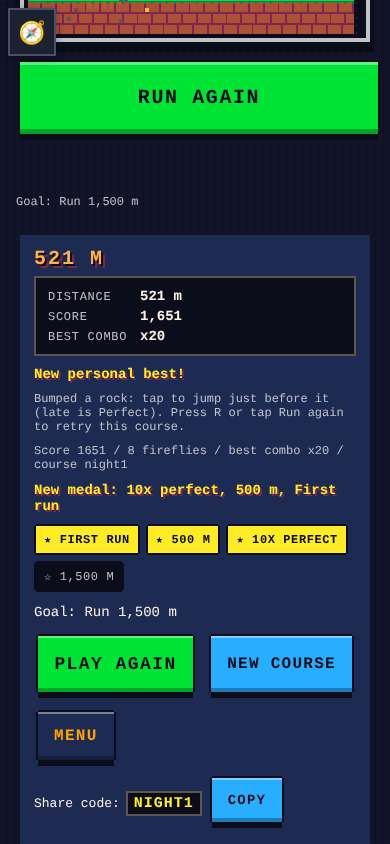 RUN AGAIN
Goal: Run 1,500 m
521 M
DISTANCE 521 m
SCORE 1,651
BEST COMBO x20
New personal best!
Bumped a rock: tap to jump just before it
(late is Perfect). Press R or tap Run again
to retry this course.
Score 1651 / 8 fireflies / best combo x20 /
course night1
New medal: 10x perfect, 500 m, First
run
★ FIRST RUN ★ 500 M ★ 10X PERFECT
☆ 1,500 M
Goal: Run 1,500 m
PLAY AGAIN NEW COURSE
MENU
Share code: NIGHT1 COPY